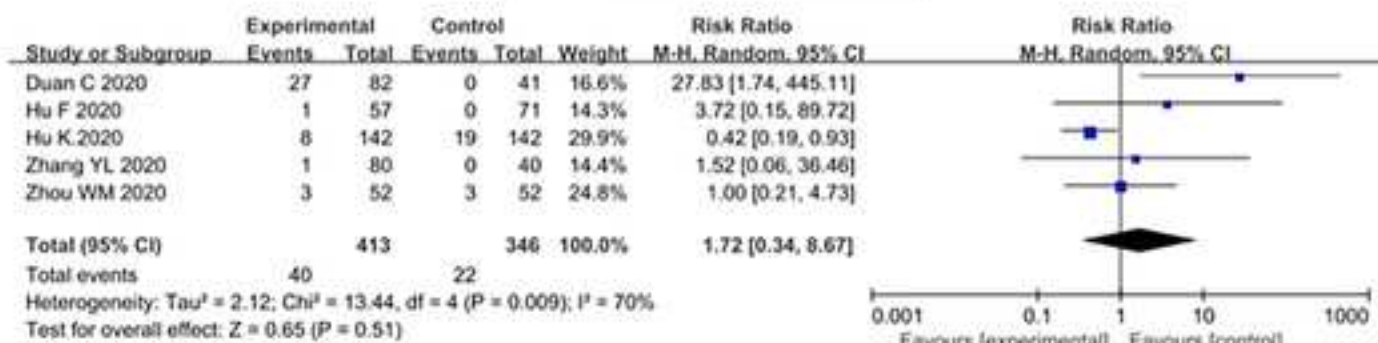 Experimental Control Risk Ratio Risk Ratio
Study or Subgroup Events Total Events Total Weight M-H, Random, 95% CI M-H, Random, 95% CI
Duan C 2020 27 82 0 41 16.6% 27.83 [1.74, 445.11]
Hu F 2020 1 57 0 71 14.3% 3.72 [0.15, 89.72]
Hu K.2020 8 142 19 142 29.9% 0.42 [0.19, 0.93]
Zhang YL 2020 1 80 0 40 14.4% 1.52 [0.06, 36.46]
Zhou WM 2020 3 52 3 52 24.8% 1.00 [0.21, 4.73]
Total (95% CI) 413 346 100.0% 1.72 [0.34, 8.67]
Total events 40 22
Heterogeneity: Tau² = 2.12; Chi² = 13.44, df = 4 (P = 0.009); I² = 70%
Test for overall effect: Z = 0.65 (P = 0.51)
0.001 0.1 1 10 1000
Favours [experimental] Favours [control]